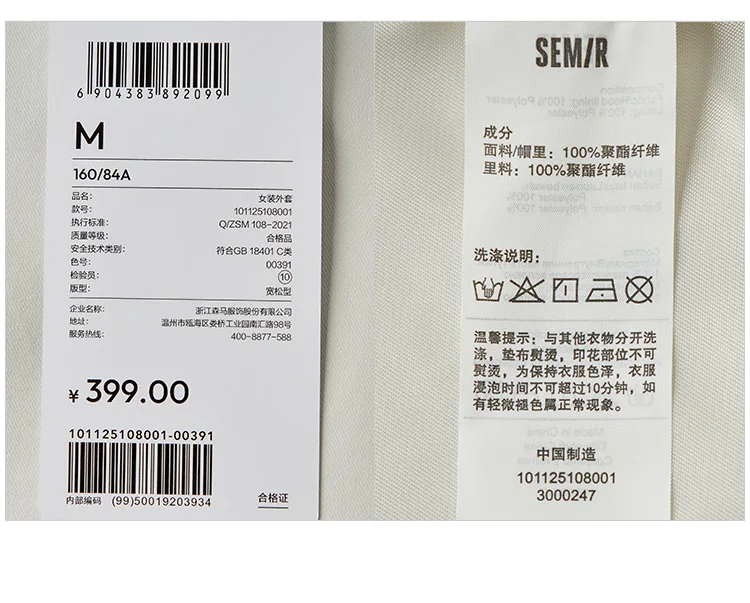 6 904383 892099
M
160/84A
品名: 女装外套
款号: 101125108001
执行标准: Q/ZSM 108-2021
质量等级: 合格品
安全技术类别: 符合GB 18401 C类
色号: 00391
检验员: 10
版型: 宽松型
企业名称: 浙江森马服饰股份有限公司
地址: 温州市瓯海区娄桥工业园南汇路98号
服务热线: 400-8877-588
¥ 399.00
101125108001-00391
内部编码 (99)50019203934
合格证
SEMIR
成分
面料/帽里：100%聚酯纤维
里料：100%聚酯纤维
洗涤说明：
温馨提示：与其他衣物分开洗
涤，垫布熨烫，印花部位不可
熨烫，为保持衣服色泽，衣服
浸泡时间不可超过10分钟，如
有轻微褪色属正常现象。
中国制造
101125108001
3000247